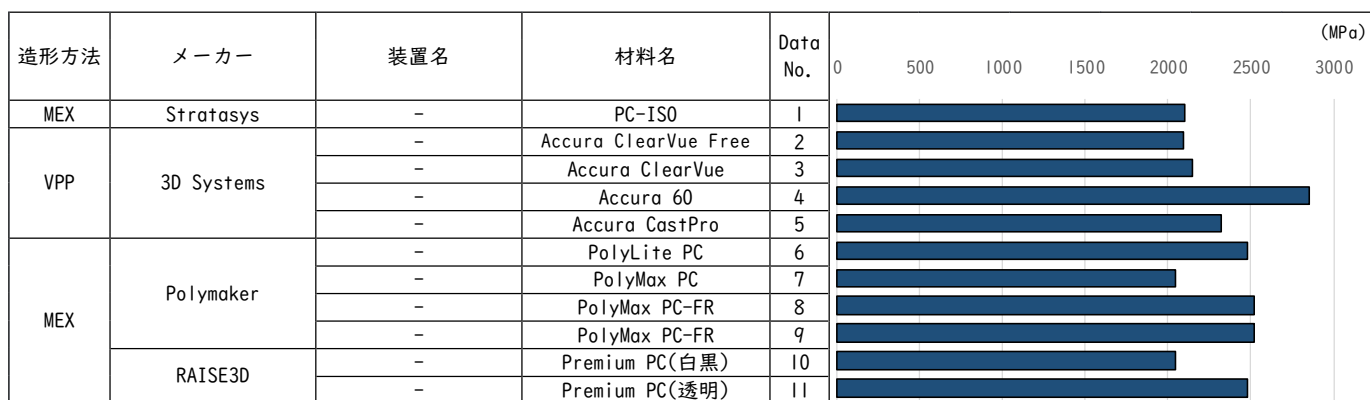 (MPa)
造形方法 メーカー 装置名 材料名 Data No. 0 500 1000 1500 2000 2500 3000
MEX Stratasys - PC-ISO 1
VPP 3D Systems - Accura ClearVue Free 2
- Accura ClearVue 3
- Accura 60 4
- Accura CastPro 5
MEX Polymaker - PolyLite PC 6
- PolyMax PC 7
- PolyMax PC-FR 8
- PolyMax PC-FR 9
RAISE3D - Premium PC(白黒) 10
- Premium PC(透明) 11